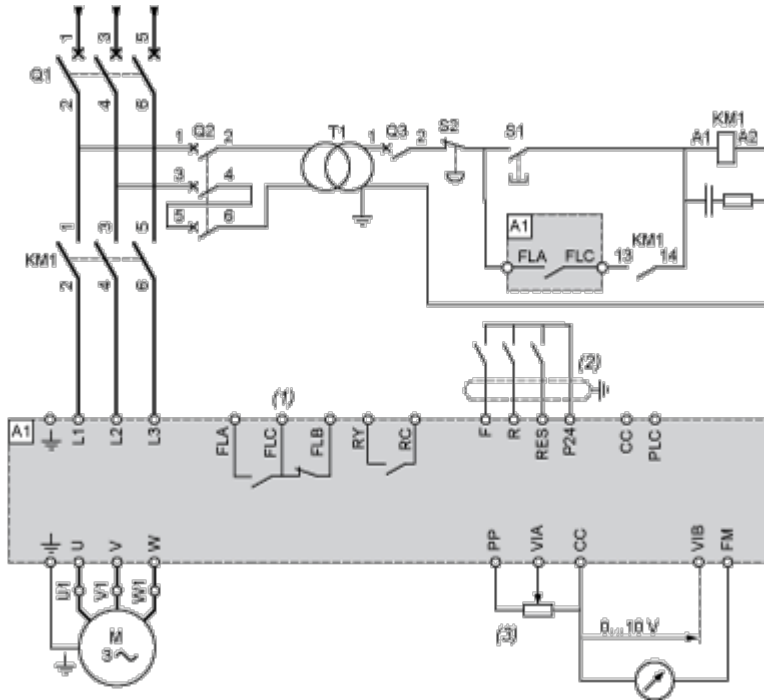 1 3 5
Q1
2 4 6
1 Q2 2
T1
1 Q3 2
S2
S1
KM1
A1 A2
3 4
5 6
A1
FLA FLC
KM1
13 14
1 3 5
KM1
2 4 6
(1)
(2)
A1
L1 L2 L3
FLA FLC FLB RY RC
F R RES P24 CC PLC
U V W
PP VIA CC VIB FM
U1 V1 W1
M
3 ~
(3)
0...10 V